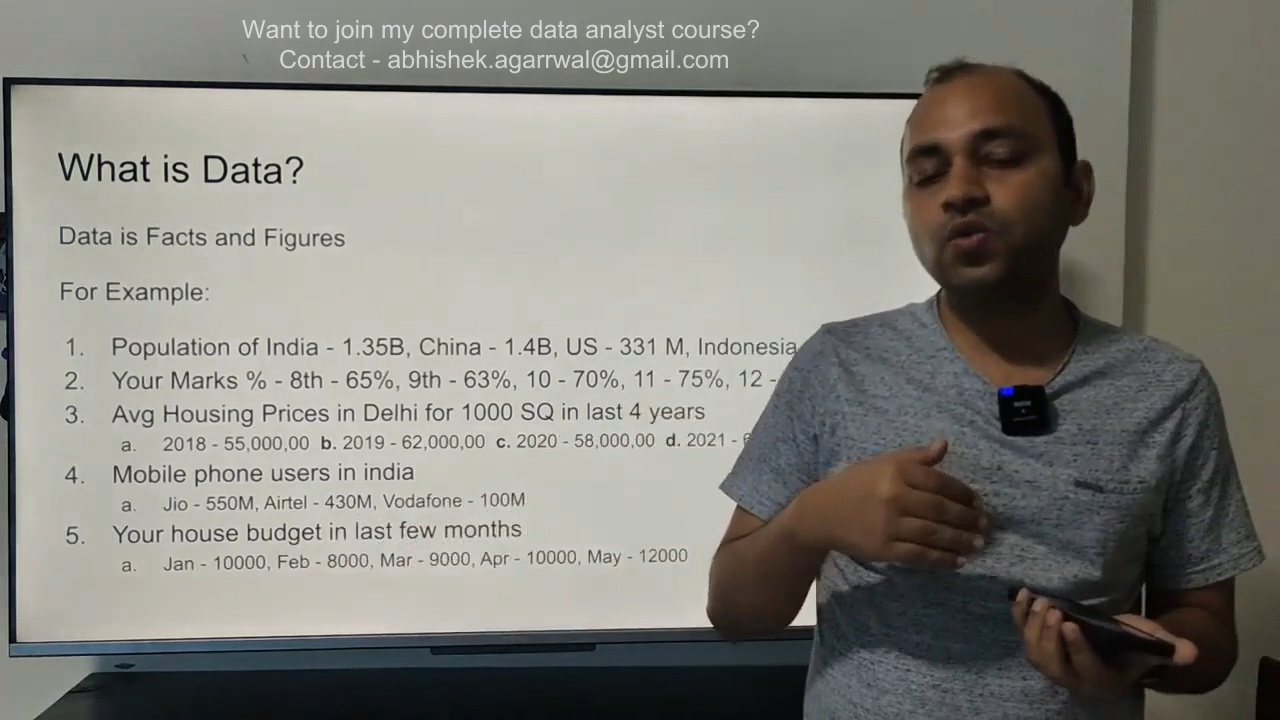 Want to join my complete data analyst course?
Contact - abhishek.agarrwal@gmail.com
What is Data?
Data is Facts and Figures
For Example:
1. Population of India - 1.35B, China - 1.4B, US - 331 M, Indonesia
2. Your Marks % - 8th - 65%, 9th - 63%, 10 - 70%, 11 - 75%, 12 -
3. Avg Housing Prices in Delhi for 1000 SQ in last 4 years
a. 2018 - 55,000,00 b. 2019 - 62,000,00 c. 2020 - 58,000,00 d. 2021 -
4. Mobile phone users in india
a. Jio - 550M, Airtel - 430M, Vodafone - 100M
5. Your house budget in last few months
a. Jan - 10000, Feb - 8000, Mar - 9000, Apr - 10000, May - 12000